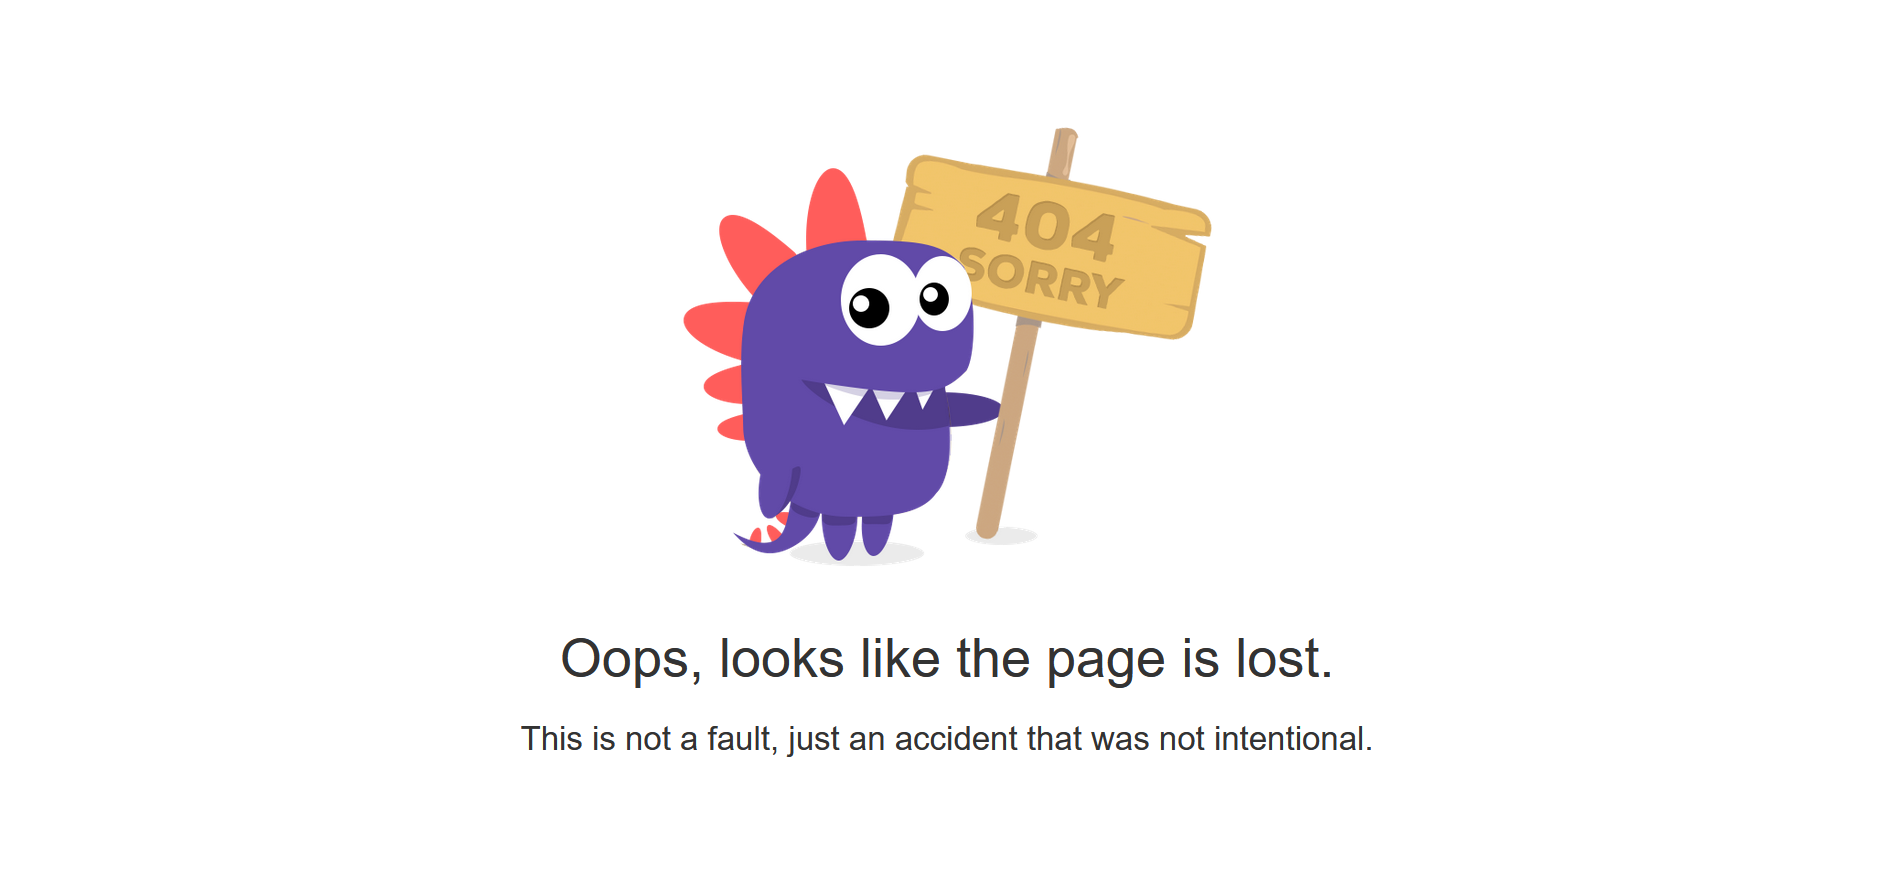 404
SORRY
Oops, looks like the page is lost.
This is not a fault, just an accident that was not intentional.